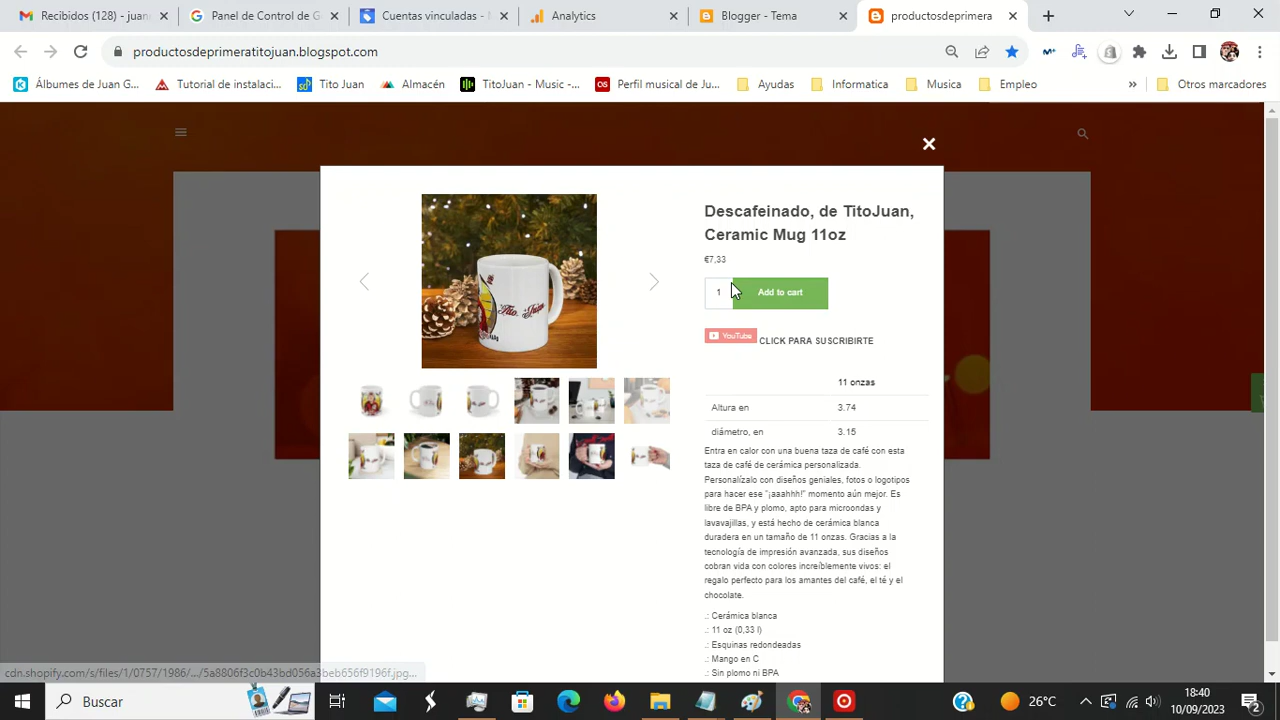 Recibidos (128) - juan
Panel de Control de G
Cuentas vinculadas - M
Analytics
Blogger - Tema
productosdeprimera
productosdeprimeratitojuan.blogspot.com
Álbumes de Juan G...
Tutorial de instalaci...
Tito Juan
Almacén
TitoJuan - Music -...
Perfil musical de Ju...
Ayudas
Informatica
Musica
Empleo
Otros marcadores
Descafeinado, de TitoJuan,
Ceramic Mug 11oz
€7,33
1
Add to cart
YouTube CLICK PARA SUSCRIBIRTE
11 onzas
Altura en 3.74
diámetro, en 3.15
Entra en calor con una buena taza de café con esta
taza de café de cerámica personalizada.
Personalízalo con diseños geniales, fotos o logotipos
para hacer ese "¡aaahhh!" momento aún mejor. Es
libre de BPA y plomo, apto para microondas y
lavavajillas, y está hecho de cerámica blanca
duradera en un tamaño de 11 onzas. Gracias a la
tecnología de impresión avanzada, sus diseños
cobran vida con colores increíblemente vivos: el
regalo perfecto para los amantes del café, el té y el
chocolate.
.: Cerámica blanca
.: 11 oz (0,33 l)
.: Esquinas redondeadas
.: Mango en C
.: Sin plomo ni BPA
cdn.shopify.com/s/files/1/0757/1986/.../5a8806f3c0b43bd056a3beb656f9196f.jpg...
Buscar
26°C
18:40
10/09/2023
2